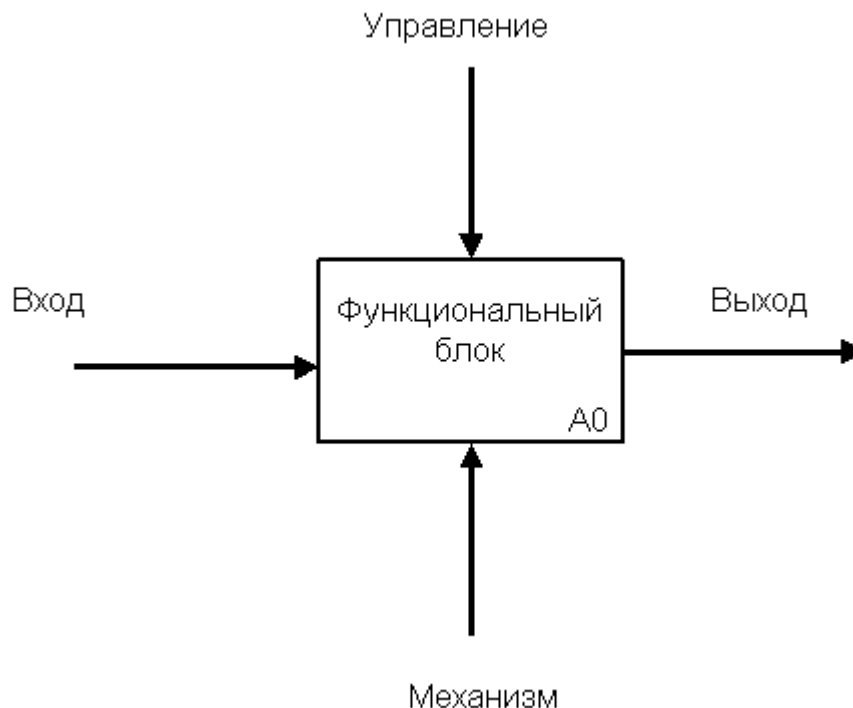 Управление
Вход
Функциональный
блок
Выход
A0
Механизм